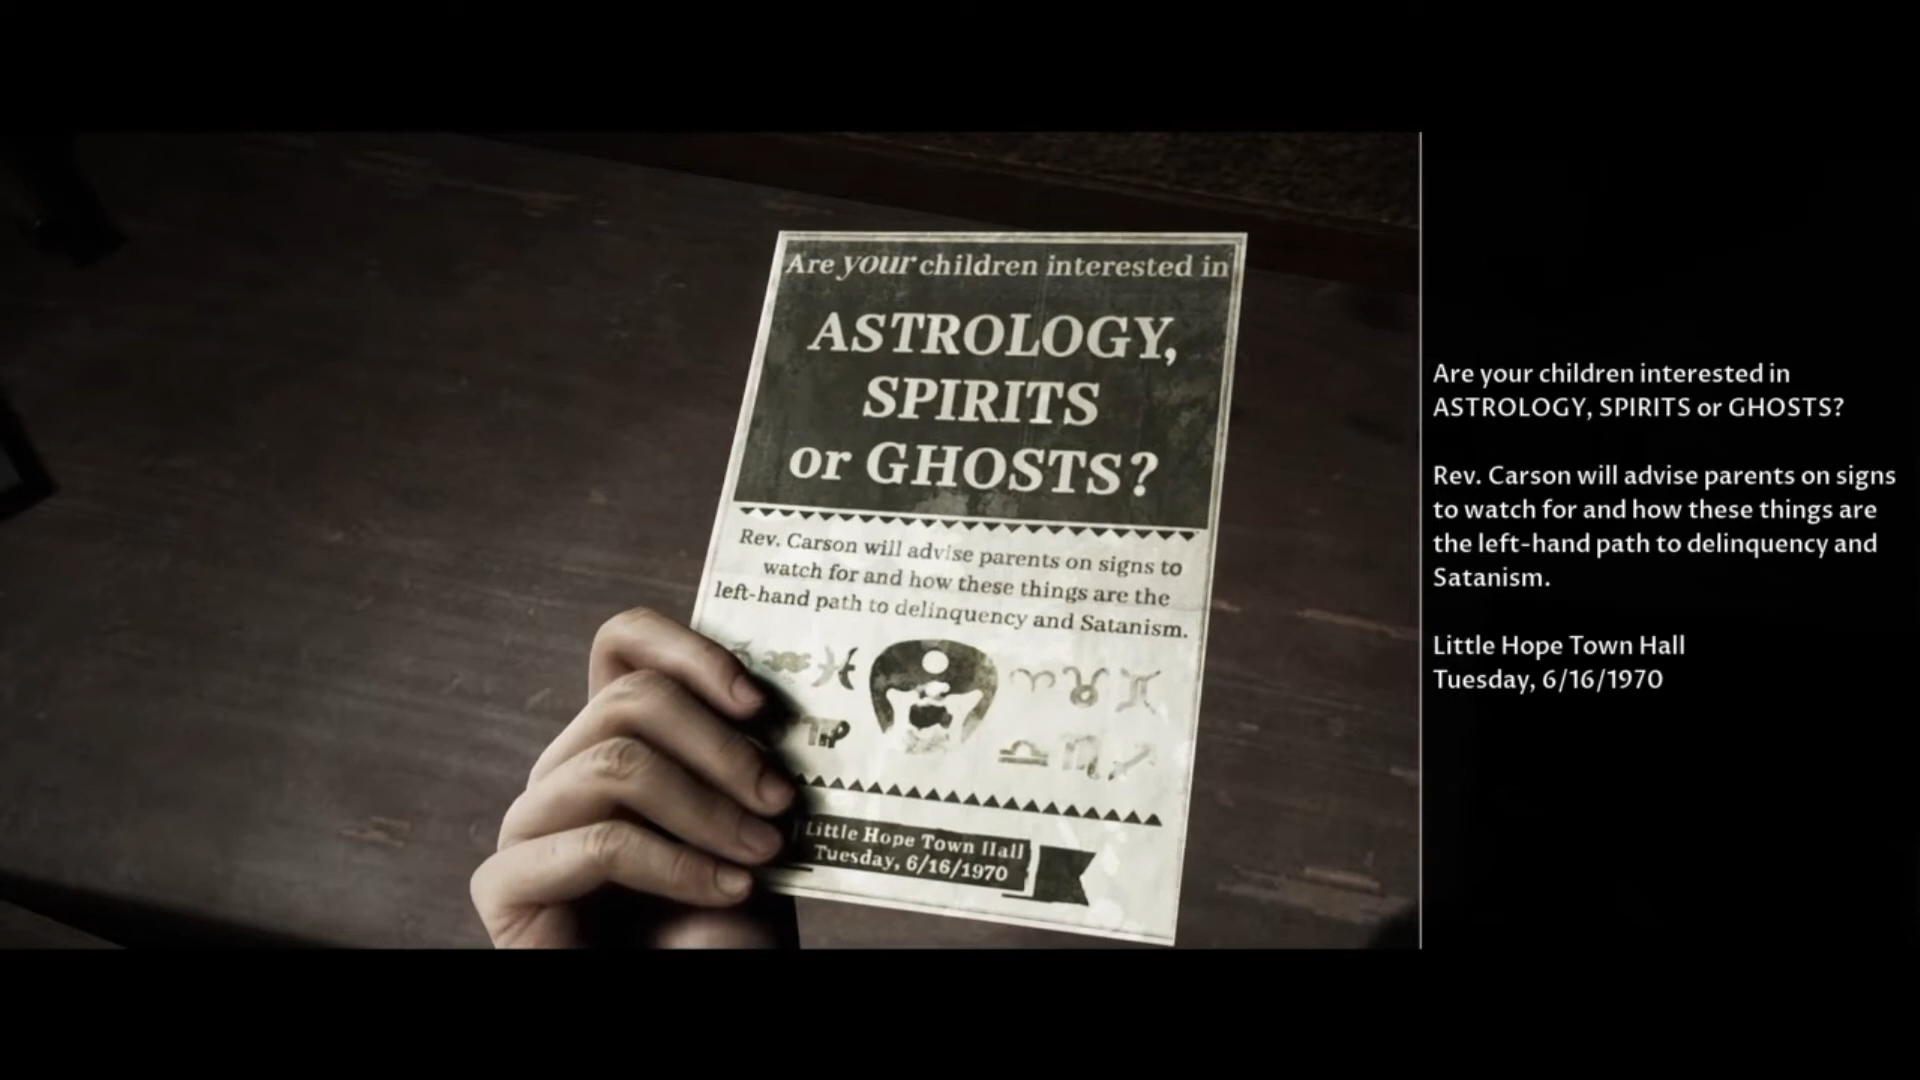 Are your children interested in
ASTROLOGY,
SPIRITS
or GHOSTS?
Rev. Carson will advise parents on signs to
watch for and how these things are the
left-hand path to delinquency and Satanism.
Little Hope Town Hall
Tuesday, 6/16/1970
Are your children interested in
ASTROLOGY, SPIRITS or GHOSTS?
Rev. Carson will advise parents on signs
to watch for and how these things are
the left-hand path to delinquency and
Satanism.
Little Hope Town Hall
Tuesday, 6/16/1970